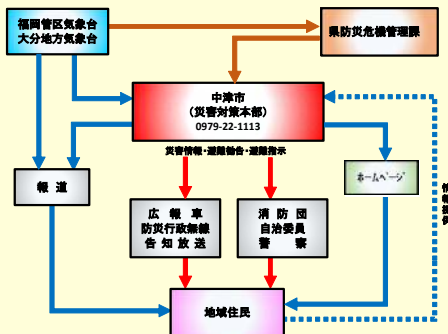 福岡管区気象台
大分地方気象台
県防災危機管理課
中津市
（災害対策本部）
0979-22-1113
災害情報・避難勧告・避難指示
報 道
ホームページ
広 報 車
防災行政無線
告 知 放 送
消 防 団
自治委員
警 察
情報提供
地域住民